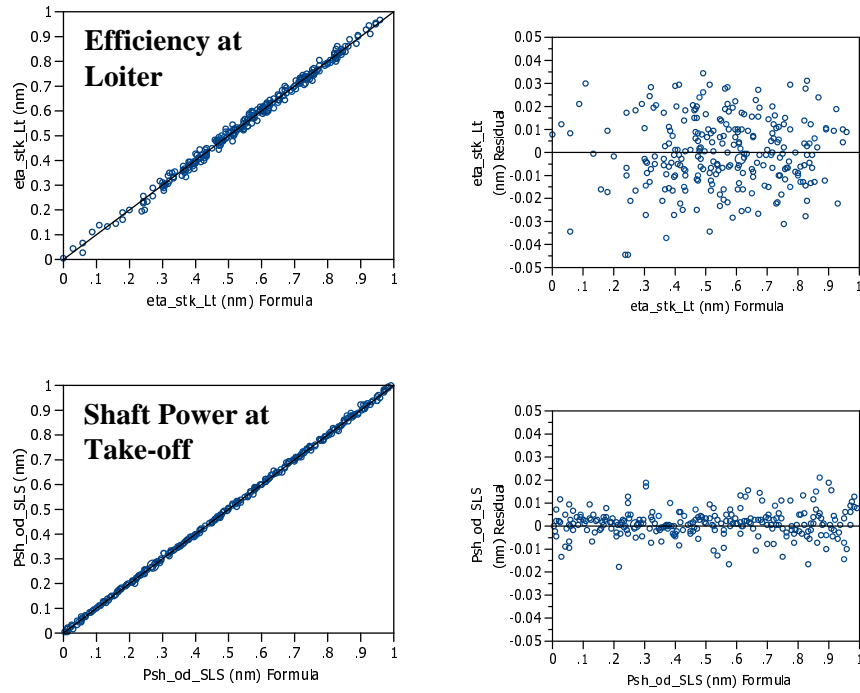 Efficiency at
Loiter
eta_stk_Lt (nm)
1
0.9
0.8
0.7
0.6
0.5
0.4
0.3
0.2
0.1
0
0 .1 .2 .3 .4 .5 .6 .7 .8 .9 1
eta_stk_Lt (nm) Formula
eta_stk_Lt
(nm) Residual
0.05
0.04
0.03
0.02
0.01
0
-0.01
-0.02
-0.03
-0.04
-0.05
0 .1 .2 .3 .4 .5 .6 .7 .8 .9 1
eta_stk_Lt (nm) Formula
Shaft Power at
Take-off
Psh_od_SLS (nm)
1
0.9
0.8
0.7
0.6
0.5
0.4
0.3
0.2
0.1
0
0 .1 .2 .3 .4 .5 .6 .7 .8 .9 1
Psh_od_SLS (nm) Formula
Psh_od_SLS
(nm) Residual
0.05
0.04
0.03
0.02
0.01
0
-0.01
-0.02
-0.03
-0.04
-0.05
0 .1 .2 .3 .4 .5 .6 .7 .8 .9 1
Psh_od_SLS (nm) Formula